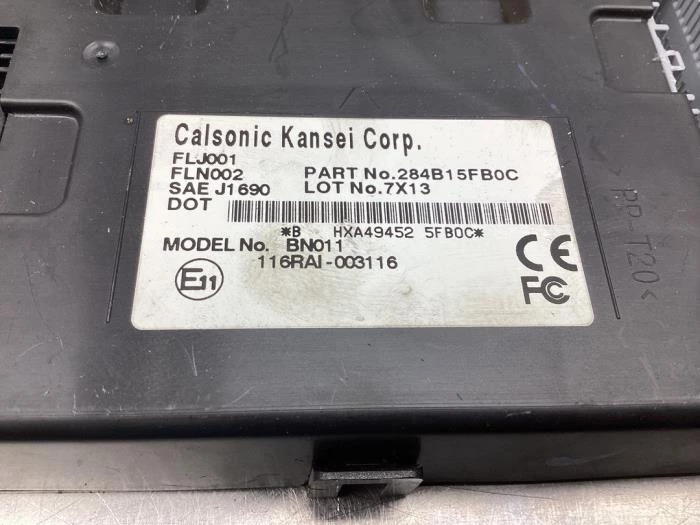 Calsonic Kansei Corp.
FLJ001
FLN002 PART No.284B15FB0C
SAE J1690 LOT No.7X13
DOT
*B HXA49452 5FB0C*
MODEL No. BN011
116RAI-003116
E11
CE
FC
>PP-T20<